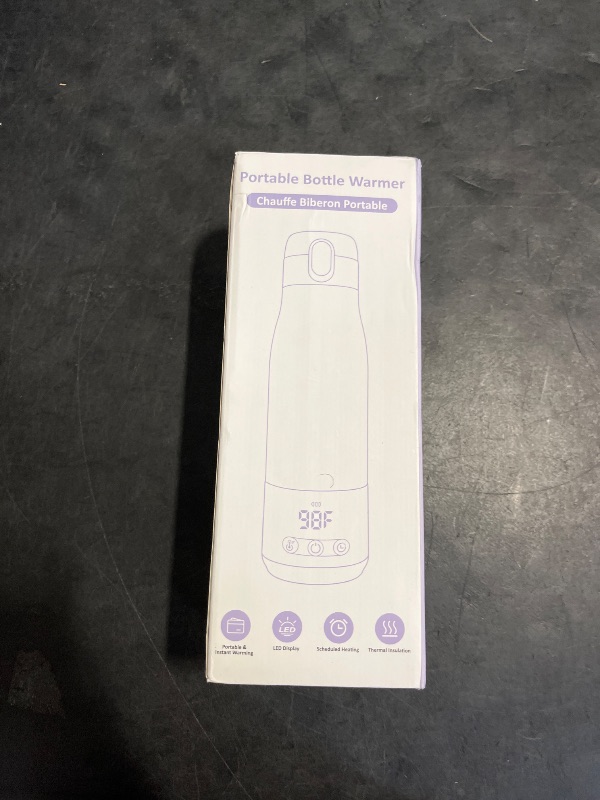 Portable Bottle Warmer
Chauffe Biberon Portable
98F
LED
Portable &
Instant Warming
LED Display
Scheduled Heating
Thermal Insulation